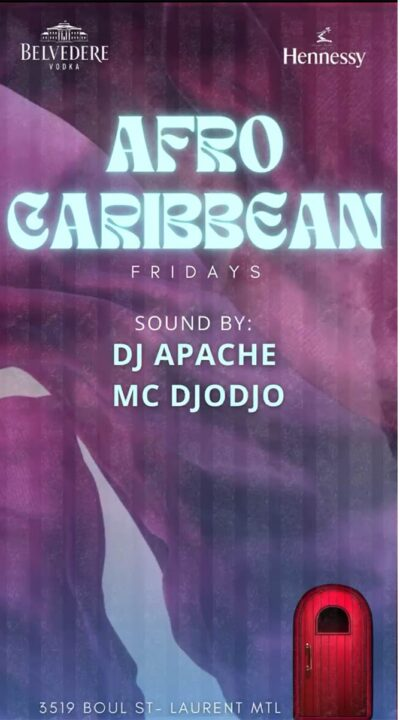 BELVEDERE
VODKA
Hennessy
AFRO
CARIBBEAN
FRIDAYS
SOUND BY:
DJ APACHE
MC DJODJO
3519 BOUL ST- LAURENT MTL